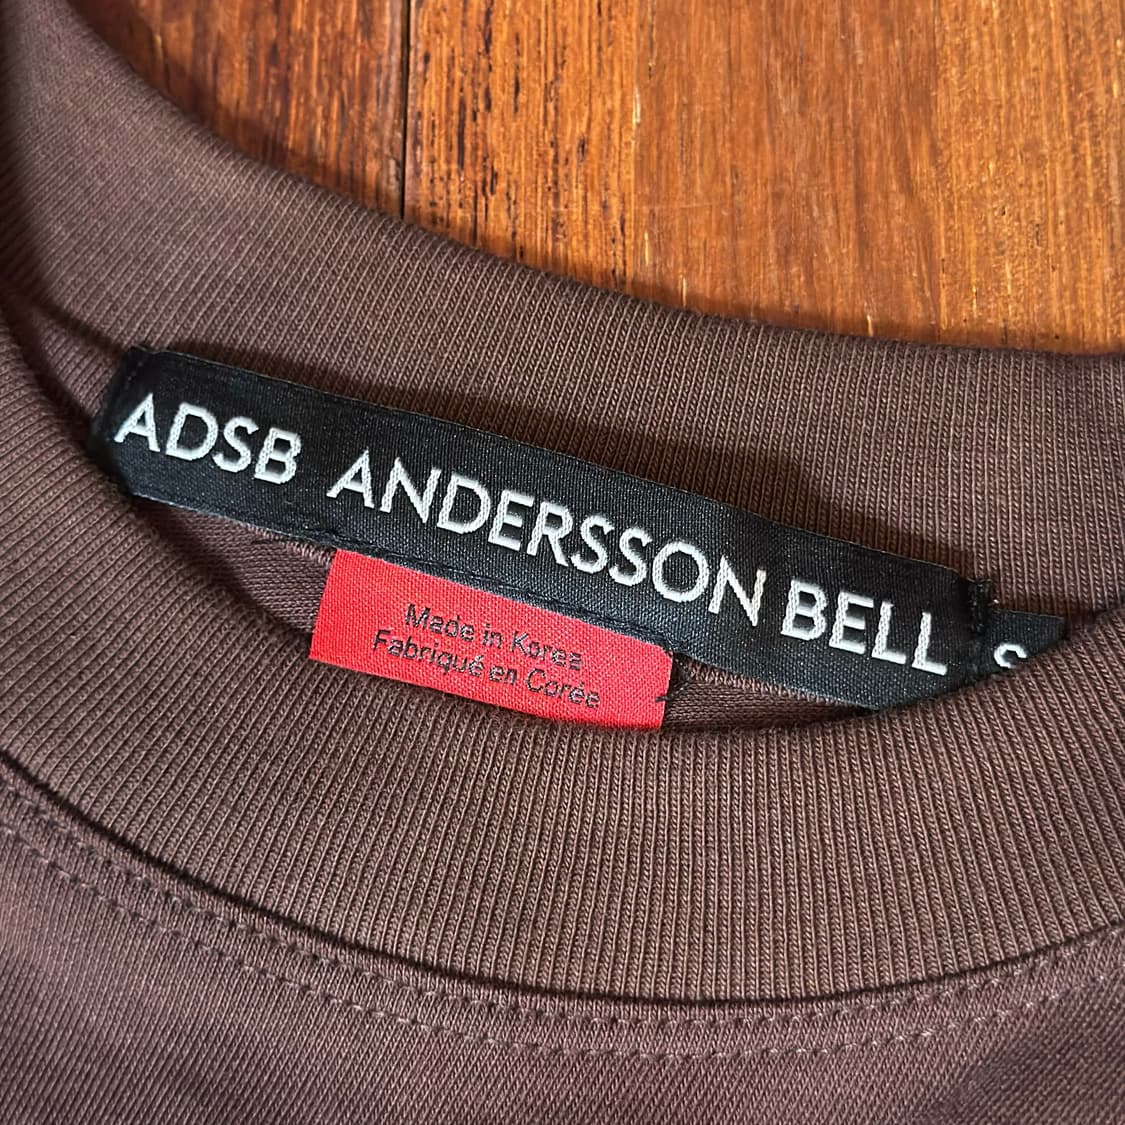 ADSB ANDERSSON BELL
S
Made in Korea
Fabriqué en Corée